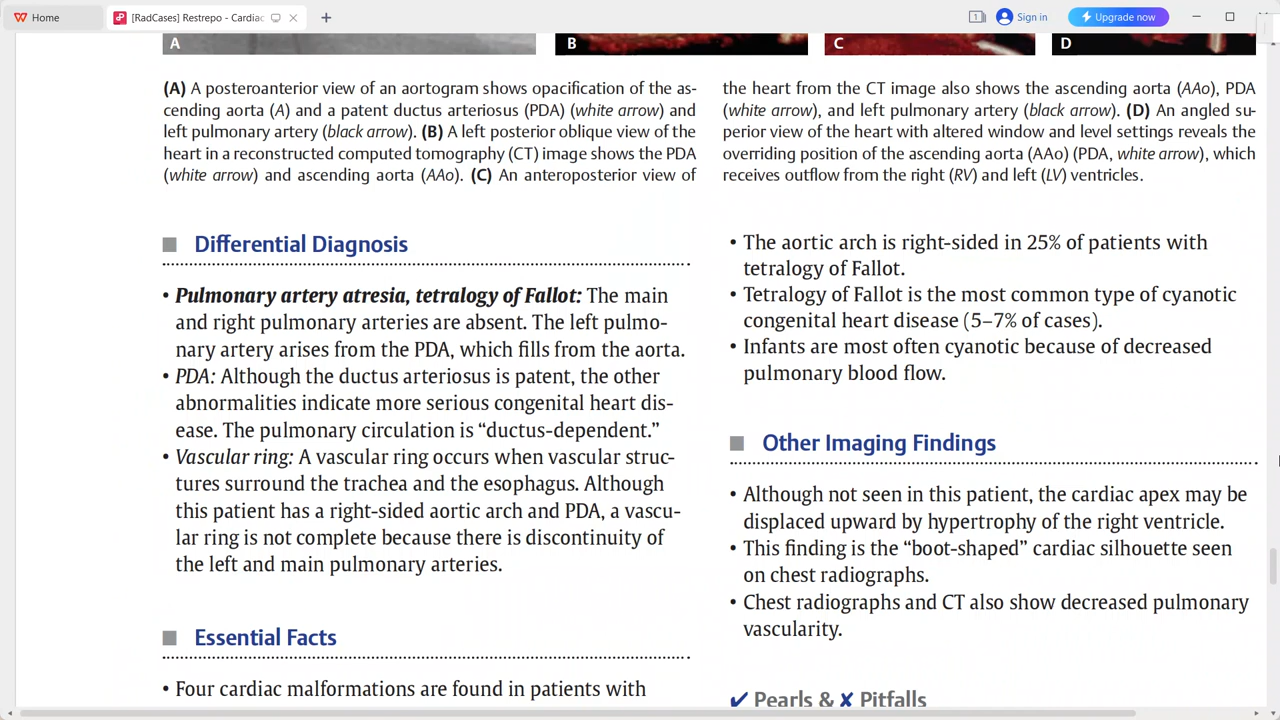 Home
[RadCases] Restrepo - Cardiac
1
Sign in
Upgrade now
A
B
C
D
(A) A posteroanterior view of an aortogram shows opacification of the as-
cending aorta (A) and a patent ductus arteriosus (PDA) (white arrow) and
left pulmonary artery (black arrow). (B) A left posterior oblique view of the
heart in a reconstructed computed tomography (CT) image shows the PDA
(white arrow) and ascending aorta (AAo). (C) An anteroposterior view of
the heart from the CT image also shows the ascending aorta (AAo), PDA
(white arrow), and left pulmonary artery (black arrow). (D) An angled su-
perior view of the heart with altered window and level settings reveals the
overriding position of the ascending aorta (AAo) (PDA, white arrow), which
receives outflow from the right (RV) and left (LV) ventricles.
Differential Diagnosis
• Pulmonary artery atresia, tetralogy of Fallot: The main
and right pulmonary arteries are absent. The left pulmo-
nary artery arises from the PDA, which fills from the aorta.
• PDA: Although the ductus arteriosus is patent, the other
abnormalities indicate more serious congenital heart dis-
ease. The pulmonary circulation is “ductus-dependent.”
• Vascular ring: A vascular ring occurs when vascular struc-
tures surround the trachea and the esophagus. Although
this patient has a right-sided aortic arch and PDA, a vascu-
lar ring is not complete because there is discontinuity of
the left and main pulmonary arteries.
Essential Facts
• Four cardiac malformations are found in patients with
• The aortic arch is right-sided in 25% of patients with
tetralogy of Fallot.
• Tetralogy of Fallot is the most common type of cyanotic
congenital heart disease (5–7% of cases).
• Infants are most often cyanotic because of decreased
pulmonary blood flow.
Other Imaging Findings
• Although not seen in this patient, the cardiac apex may be
displaced upward by hypertrophy of the right ventricle.
• This finding is the “boot-shaped” cardiac silhouette seen
on chest radiographs.
• Chest radiographs and CT also show decreased pulmonary
vascularity.
✔ Pearls & ✘ Pitfalls